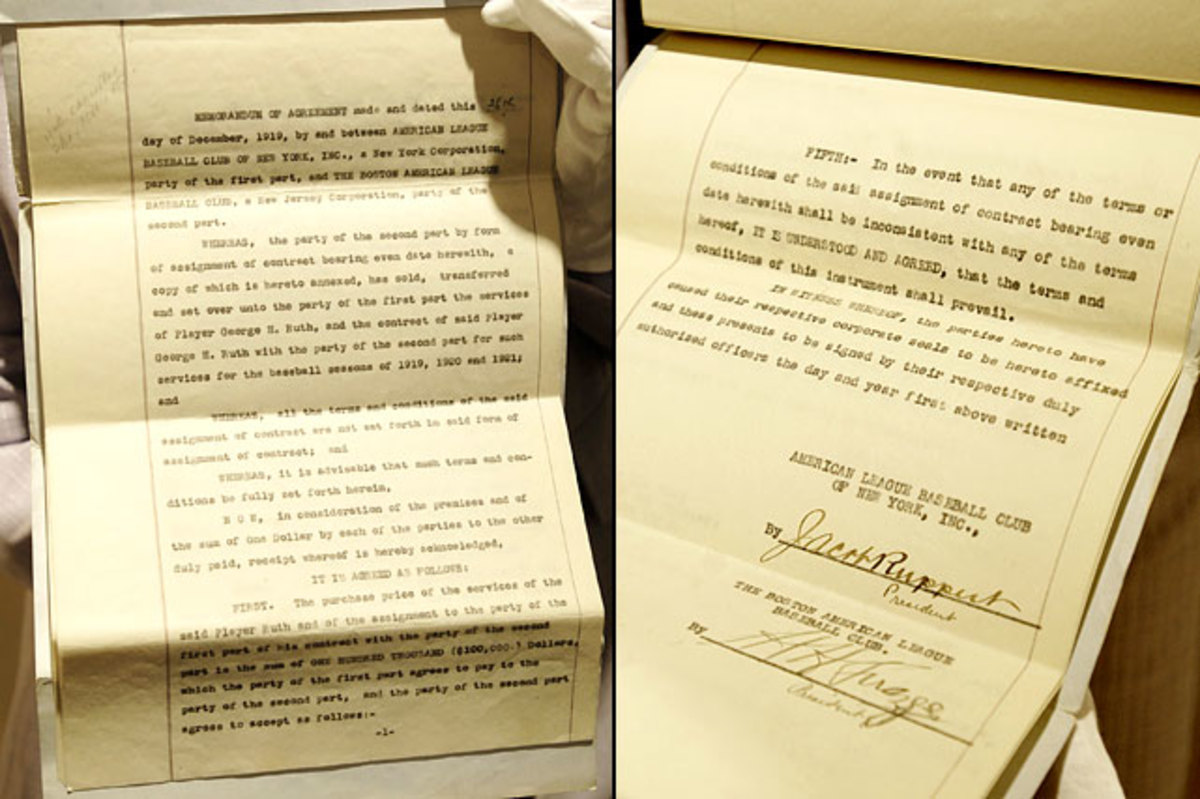 MEMORANDUM OF AGREEMENT made and dated this 26th
day of December, 1919, by and between AMERICAN LEAGUE
BASEBALL CLUB OF NEW YORK, INC., a New York Corporation,
party of the first part, and THE BOSTON AMERICAN LEAGUE
BASEBALL CLUB, a New Jersey Corporation, party of the
second part.
WHEREAS, the party of the second part by form
of assignment of contract bearing even date herewith, a
copy of which is hereto annexed, has sold, transferred
and set over unto the party of the first part the services
of Player George H. Ruth, and the contract of said Player
George H. Ruth with the party of the second part for such
services for the baseball seasons of 1919, 1920 and 1921;
and
WHEREAS, all the terms and conditions of the said
assignment of contract are not set forth in said form of
assignment of contract; and
WHEREAS, it is advisable that such terms and con-
ditions be fully set forth herein,
N O W, in consideration of the premises and of
the sum of One Dollar by each of the parties to the other
duly paid, receipt whereof is hereby acknowledged,
IT IS AGREED AS FOLLOWS:
FIRST. The purchase price of the services of the
said Player Ruth and of the assignment to the party of the
first part of his contract with the party of the second
part is the sum of ONE HUNDRED THOUSAND ($100,000.) Dollars,
which the party of the first part agrees to pay to the
party of the second part, and the party of the second part
agrees to accept as follows:-
-1-
FIFTH:- In the event that any of the terms or
conditions of the said assignment of contract bearing even
date herewith shall be inconsistent with any of the terms
hereof, IT IS UNDERSTOOD AND AGREED, that the terms and
conditions of this instrument shall prevail.
IN WITNESS WHEREOF, the parties hereto have
caused their respective corporate seals to be hereto affixed
and these presents to be signed by their respective duly
authorized officers the day and year first above written
AMERICAN LEAGUE BASEBALL CLUB
OF NEW YORK, INC.,
By Jacob Ruppert
President
THE BOSTON AMERICAN LEAGUE
BASEBALL CLUB.
By H H Frazee
President